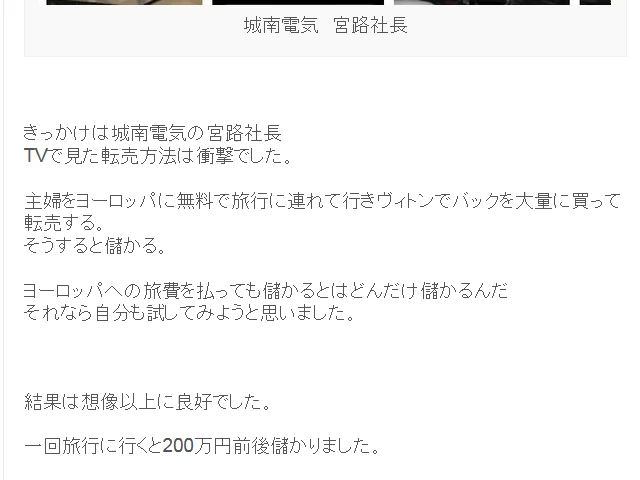 城南電気　宮路社長
きっかけは城南電気の宮路社長
TVで見た転売方法は衝撃でした。
主婦をヨーロッパに無料で旅行に連れて行きヴィトンでバックを大量に買って
転売する。
そうすると儲かる。
ヨーロッパへの旅費を払っても儲かるとはどんだけ儲かるんだ
それなら自分も試してみようと思いました。
結果は想像以上に良好でした。
一回旅行に行くと200万円前後儲かりました。